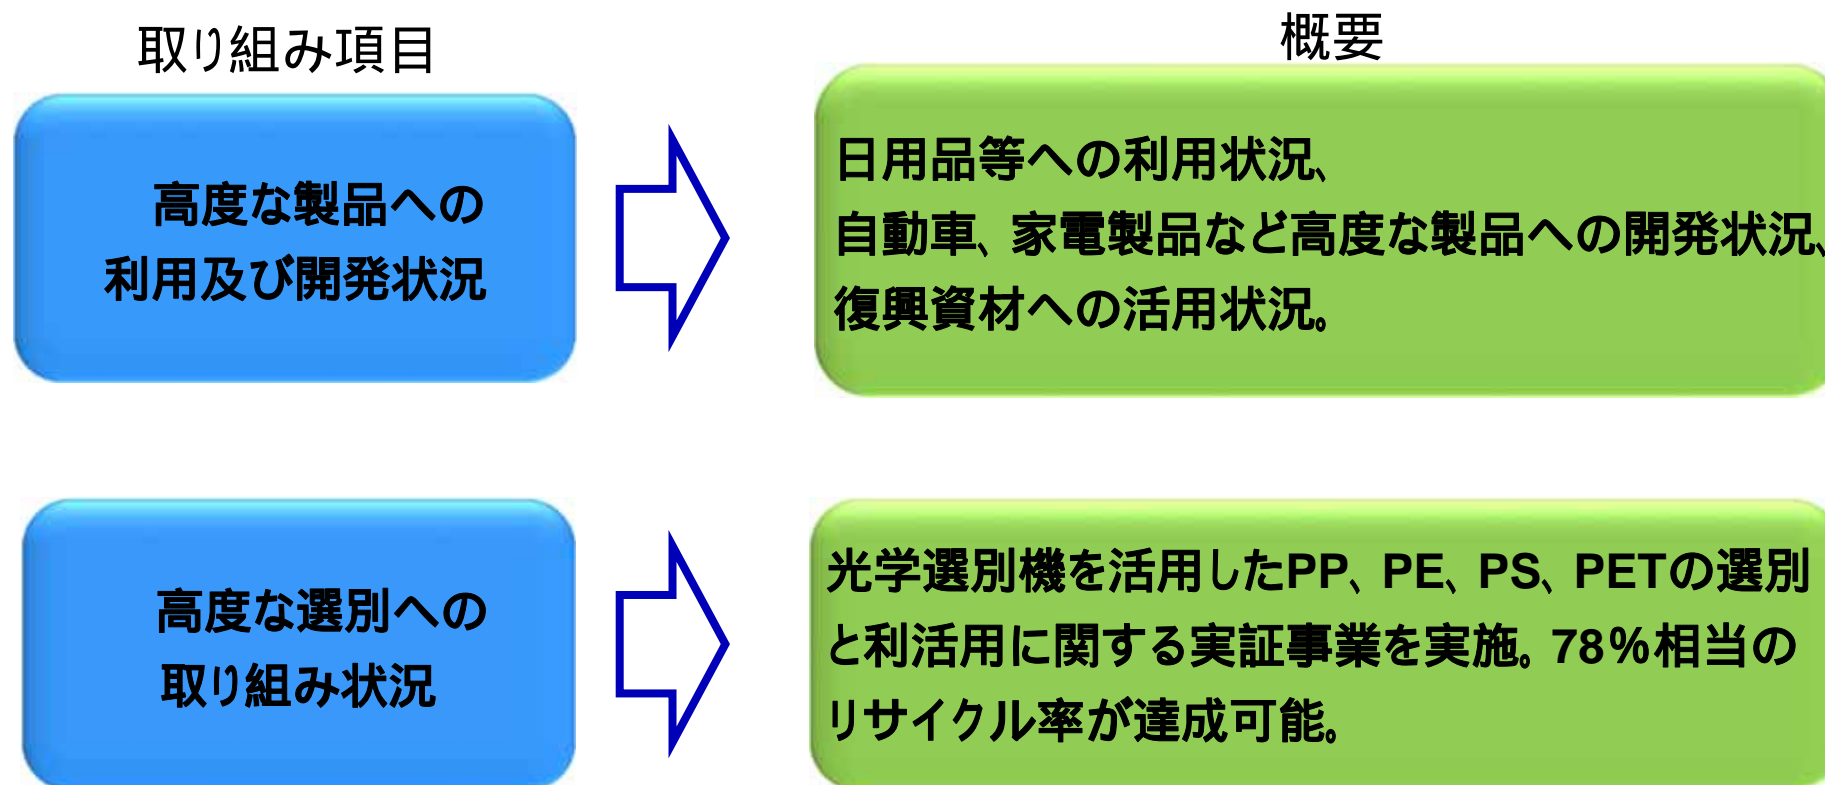 取り組み項目
概要
高度な製品への
利用及び開発状況
日用品等への利用状況、
自動車、家電製品など高度な製品への開発状況、
復興資材への活用状況。
高度な選別への
取り組み状況
光学選別機を活用したPP、PE、PS、PETの選別
と利活用に関する実証事業を実施。78%相当の
リサイクル率が達成可能。